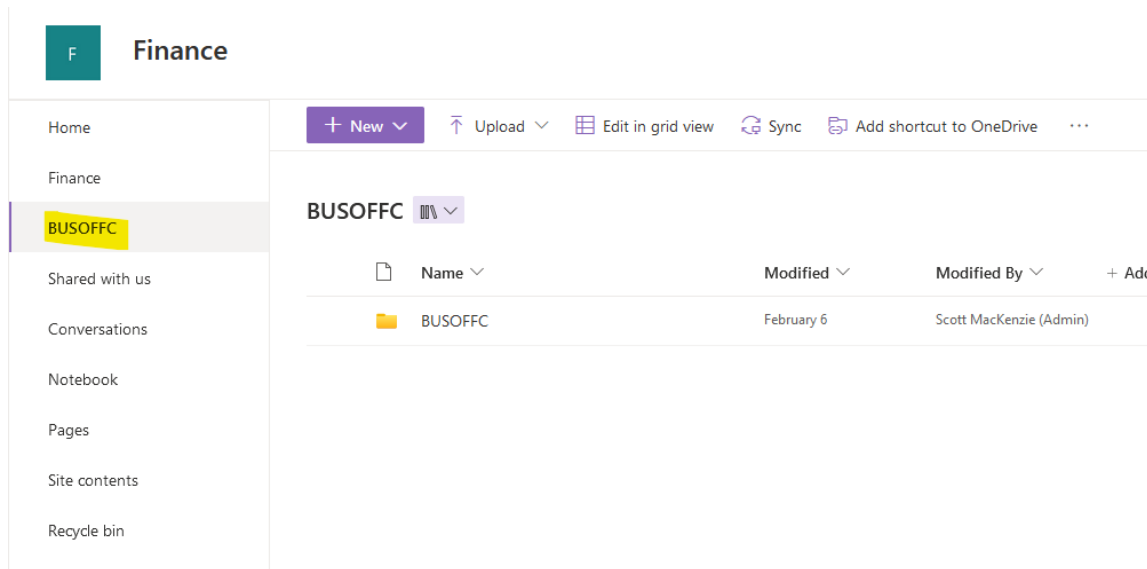 F
Finance
Home
Finance
BUSOFFC
Shared with us
Conversations
Notebook
Pages
Site contents
Recycle bin
+ New
Upload
Edit in grid view
Sync
Add shortcut to OneDrive
...
BUSOFFC
Name Modified Modified By + Add
BUSOFFC February 6 Scott MacKenzie (Admin)